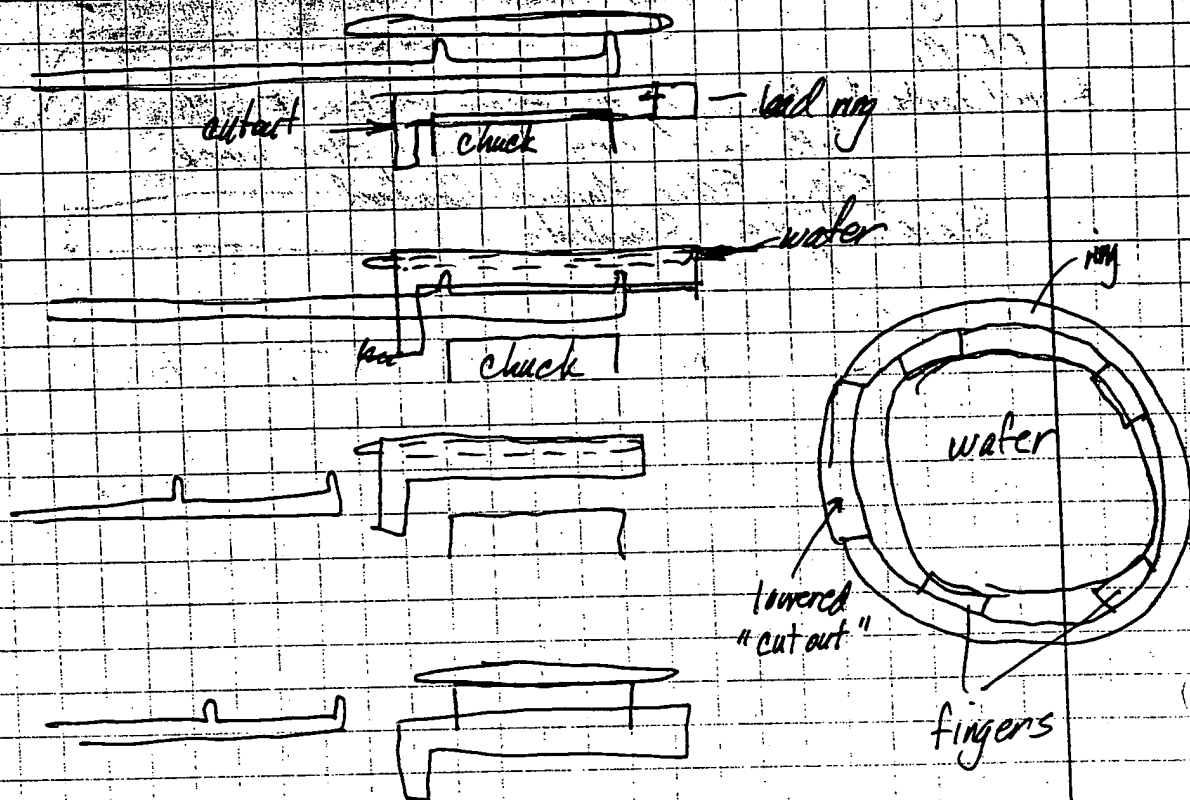 cutout
chuck
load ring
wafer
chuck
ring
wafer
lowered
"cut out"
fingers